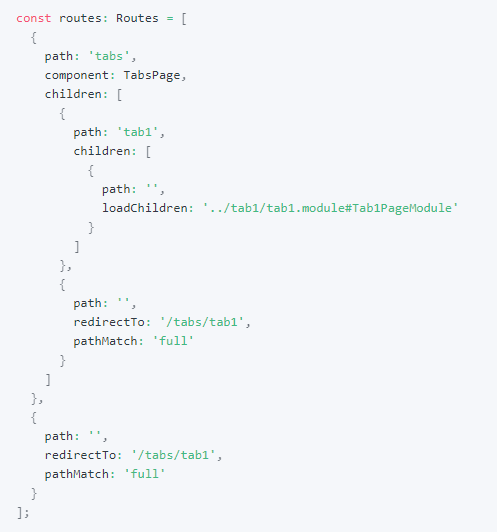 const routes: Routes = [
  {
    path: 'tabs',
    component: TabsPage,
    children: [
      {
        path: 'tab1',
        children: [
          {
            path: '',
            loadChildren: '../tab1/tab1.module#Tab1PageModule'
          }
        ]
      },
      {
        path: '',
        redirectTo: '/tabs/tab1',
        pathMatch: 'full'
      }
    ]
  },
  {
    path: '',
    redirectTo: '/tabs/tab1',
    pathMatch: 'full'
  }
];